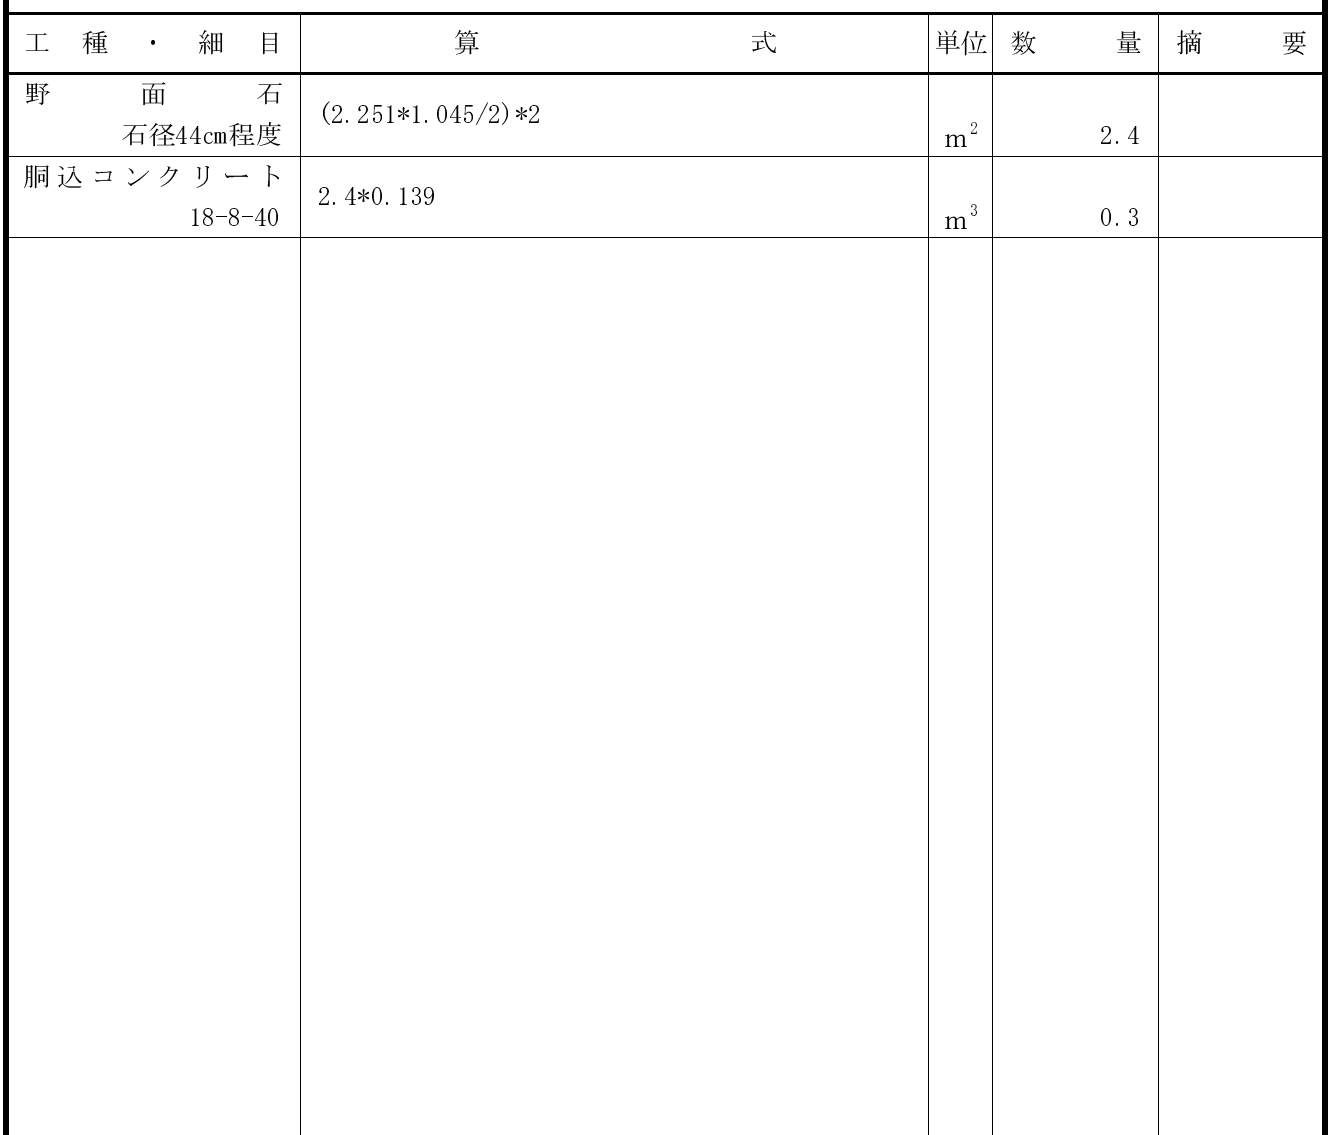 工種・細目 算式 単位 数量 摘要
野面石 (2.251*1.045/2)*2
石径44㎝程度 m² 2.4
胴込コンクリート 2.4*0.139
18-8-40 m³ 0.3